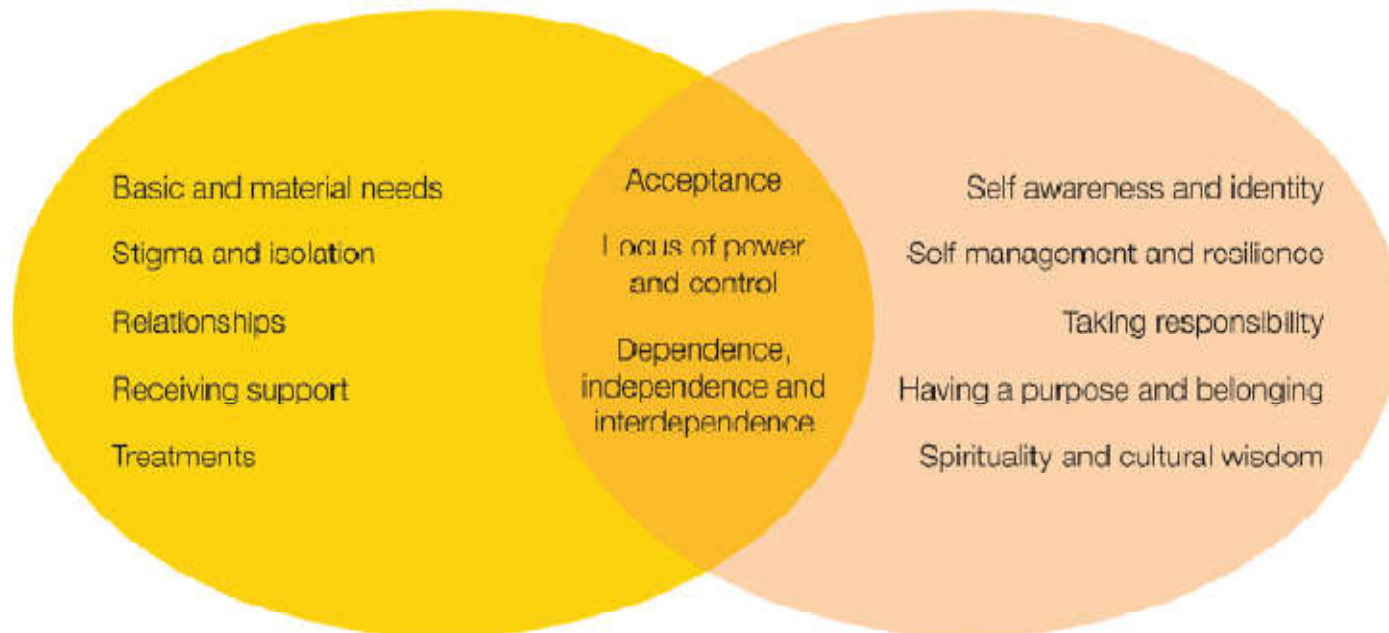 Basic and material needs
Stigma and isolation
Relationships
Receiving support
Treatments
Acceptance
Locus of power
and control
Dependence,
independence and
interdependence
Self awareness and identity
Self management and resilience
Taking responsibility
Having a purpose and belonging
Spirituality and cultural wisdom